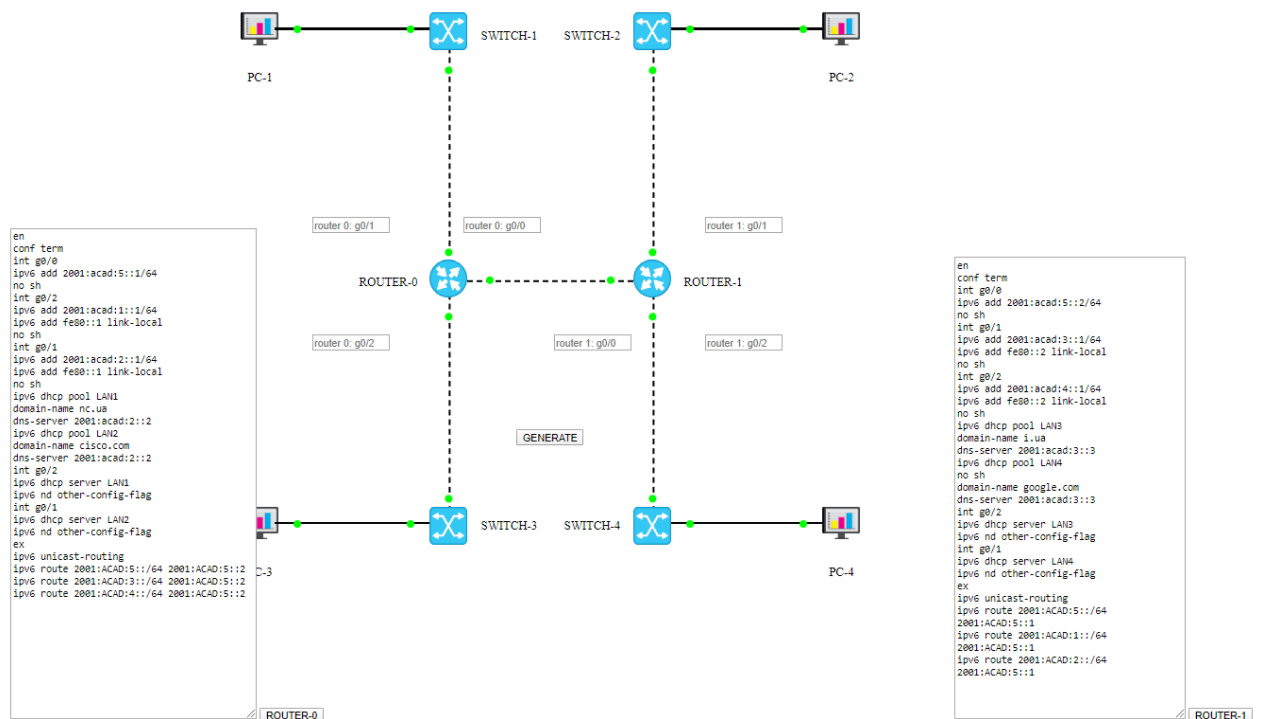 SWITCH-1
SWITCH-2
PC-1
PC-2
router 0: g0/1
router 0: g0/0
router 1: g0/1
ROUTER-0
ROUTER-1
router 0: g0/2
router 1: g0/0
router 1: g0/2
GENERATE
SWITCH-3
SWITCH-4
C-3
PC-4
en
conf term
int g0/0
ipv6 add 2001:acad:5::1/64
no sh
int g0/2
ipv6 add 2001:acad:1::1/64
ipv6 add fe80::1 link-local
no sh
int g0/1
ipv6 add 2001:acad:2::1/64
ipv6 add fe80::1 link-local
no sh
ipv6 dhcp pool LAN1
domain-name nc.ua
dns-server 2001:acad:2::2
ipv6 dhcp pool LAN2
domain-name cisco.com
dns-server 2001:acad:2::2
int g0/2
ipv6 dhcp server LAN1
ipv6 nd other-config-flag
int g0/1
ipv6 dhcp server LAN2
ipv6 nd other-config-flag
ex
ipv6 unicast-routing
ipv6 route 2001:ACAD:5::/64 2001:ACAD:5::2
ipv6 route 2001:ACAD:3::/64 2001:ACAD:5::2
ipv6 route 2001:ACAD:4::/64 2001:ACAD:5::2
ROUTER-0
en
conf term
int g0/0
ipv6 add 2001:acad:5::2/64
no sh
int g0/1
ipv6 add 2001:acad:3::1/64
ipv6 add fe80::2 link-local
no sh
int g0/2
ipv6 add 2001:acad:4::1/64
ipv6 add fe80::2 link-local
no sh
ipv6 dhcp pool LAN3
domain-name i.ua
dns-server 2001:acad:3::3
ipv6 dhcp pool LAN4
no sh
domain-name google.com
dns-server 2001:acad:3::3
int g0/2
ipv6 dhcp server LAN3
ipv6 nd other-config-flag
int g0/1
ipv6 dhcp server LAN4
ipv6 nd other-config-flag
ex
ipv6 unicast-routing
ipv6 route 2001:ACAD:5::/64
2001:ACAD:5::1
ipv6 route 2001:ACAD:1::/64
2001:ACAD:5::1
ipv6 route 2001:ACAD:2::/64
2001:ACAD:5::1
ROUTER-1